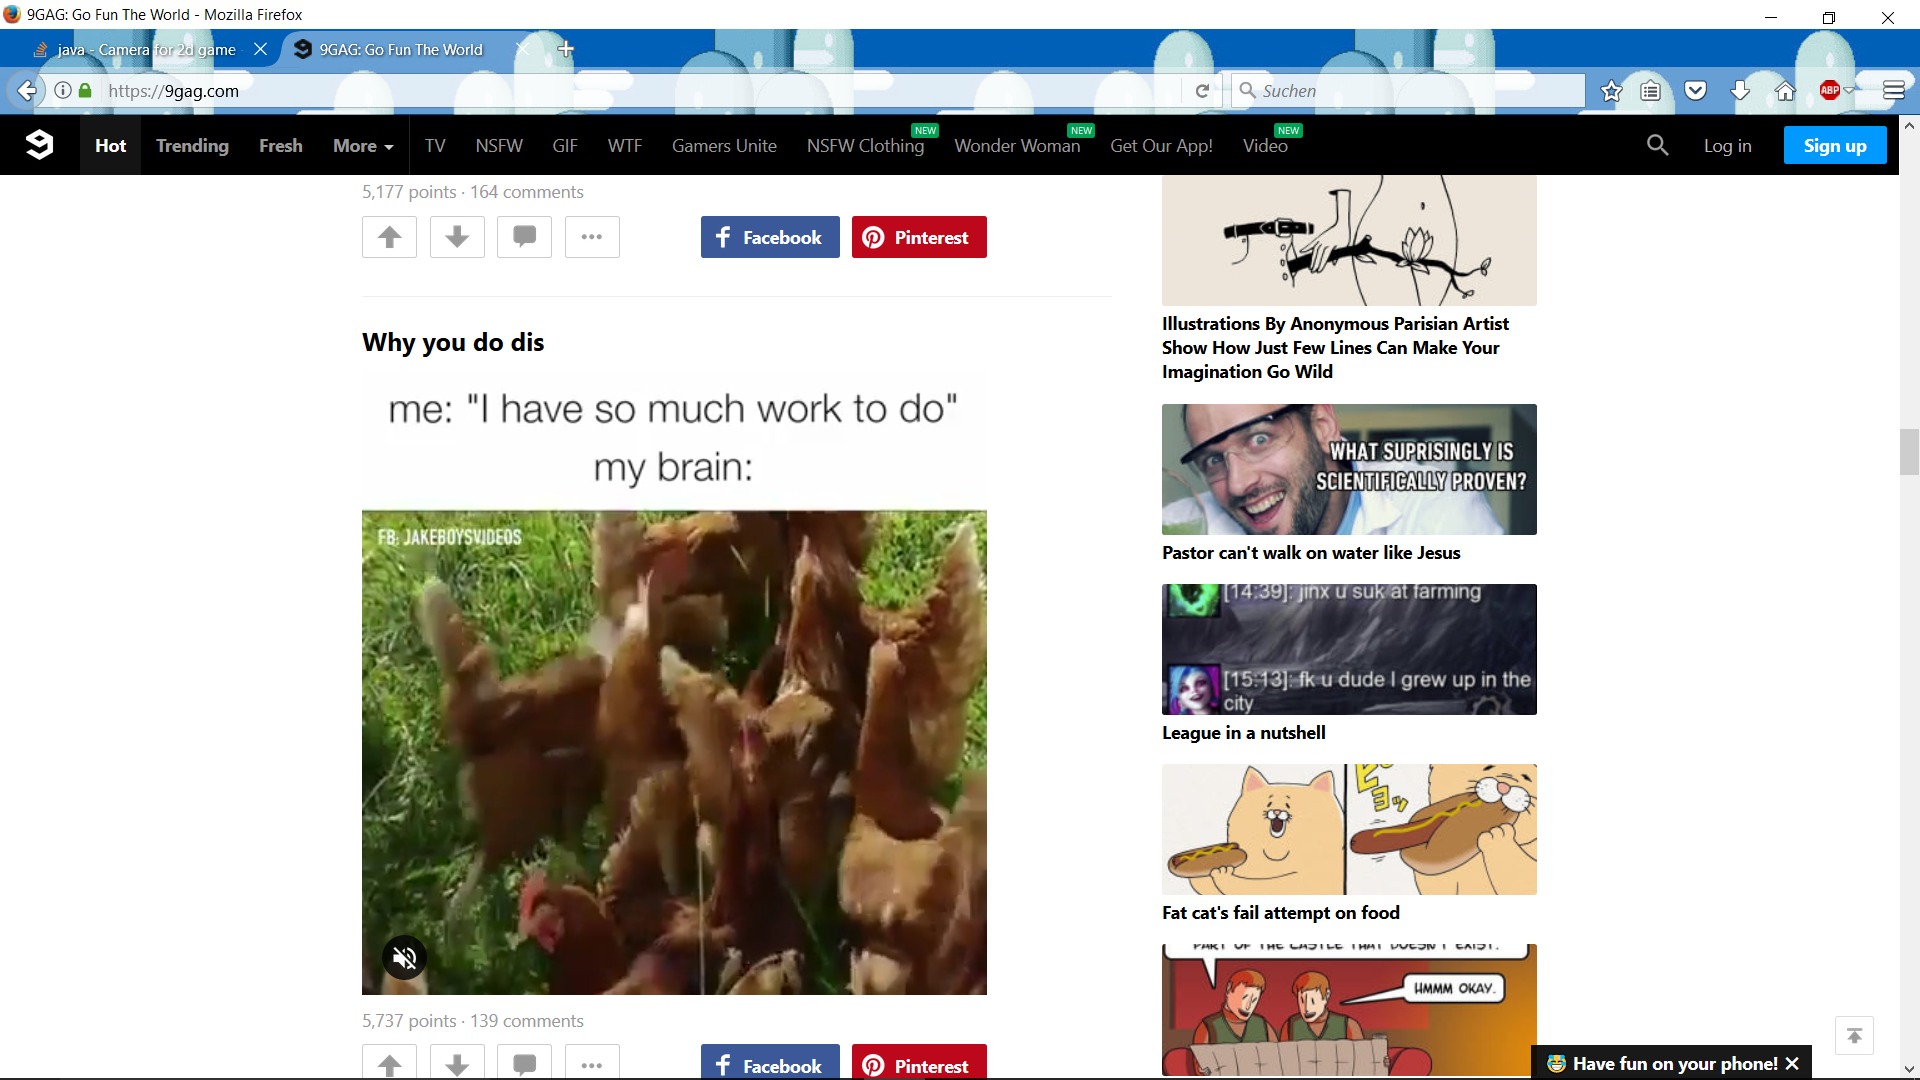 9GAG: Go Fun The World - Mozilla Firefox
java - Camera for 2d game
9GAG: Go Fun The World
https://9gag.com
Suchen
ABP
Hot
Trending
Fresh
More
TV
NSFW
GIF
WTF
Gamers Unite
NSFW Clothing
NEW
Wonder Woman
NEW
Get Our App!
Video
NEW
Log in
Sign up
5,177 points · 164 comments
Facebook
Pinterest
Why you do dis
me: "I have so much work to do"
my brain:
FB: JAKEBOYSVIDEOS
5,737 points · 139 comments
Facebook
Pinterest
Illustrations By Anonymous Parisian Artist
Show How Just Few Lines Can Make Your
Imagination Go Wild
WHAT SUPRISINGLY IS
SCIENTIFICALLY PROVEN?
Pastor can't walk on water like Jesus
[14:39]: jinx u suk at farming
[15:13]: fk u dude I grew up in the
city
League in a nutshell
Fat cat's fail attempt on food
PART OF THE CASTLE THAT DOESN'T EXIST.
HMMM OKAY.
Have fun on your phone!